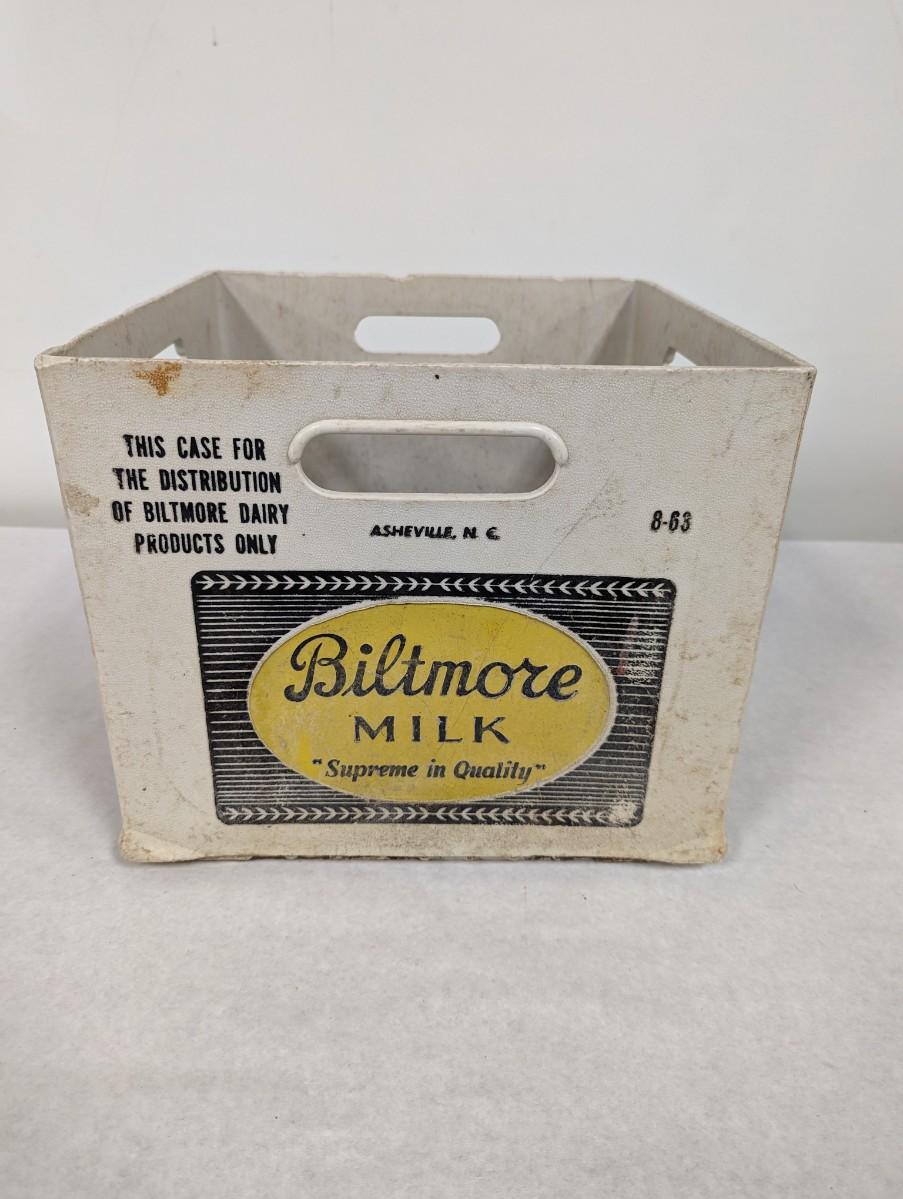 THIS CASE FOR
THE DISTRIBUTION
OF BILTMORE DAIRY
PRODUCTS ONLY
ASHEVILLE, N. C.
8-63
Biltmore
MILK
"Supreme in Quality"